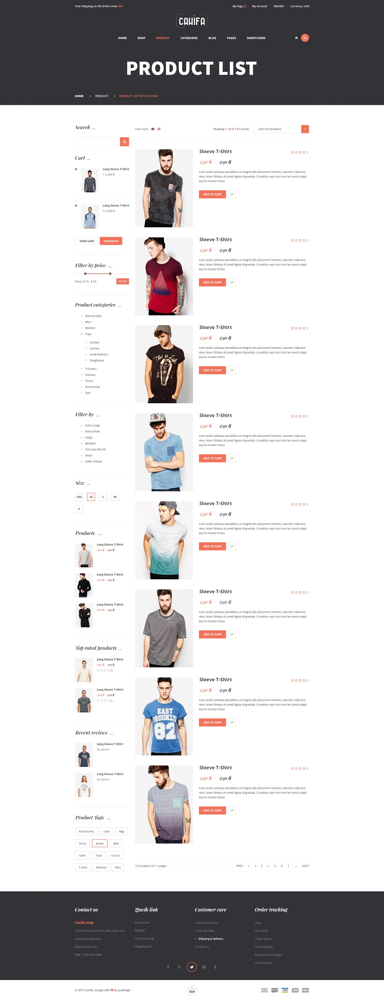 Free Shipping on All Orders Over $49
My Bag (0) My Account Wishlist Currency: USD
CANIFA
HOME SHOP PRODUCT CATEGORIES BLOG PAGES SHORTCODES
PRODUCT LIST
HOME › PRODUCT › PRODUCT LIST WITH SIZEBAR
Search
Cart
Long Sleeve T-Shirt
1 x 250 $
Long Sleeve T-Shirt
1 x 250 $
VIEW CART CHECKOUT
Filter by price
Price: $ 15 - $ 55 FILTER
Product categories
New Arrivals
Men
Women
Tops
Liestyle
Scarves
small leathers
Sunglasses
Trousers
Dresses
Shoes
Accessories
Sale
Filter by
Extra Large
Extra Small
Large
Medium
One Size Fits All
Small
Taille Unique
Size
XXL XL L M
S
Products
Long Sleeve T-Shirt
200 $ 250 $
Long Sleeve T-Shirt
200 $ 250 $
Long Sleeve T-Shirt
200 $ 250 $
Top rated products
Long Sleeve T-Shirt
200 $ 250 $
Long Sleeve T-Shirt
200 $ 250 $
Recent reviews
Long Sleeve T-Shirt
By admin
Long Sleeve T-Shirt
By admin
Product Tags
Accessories Coat Bag
Dress Jacket Men
Sales Tops Couch
T-shirt Woman Men
View style:
Showing 1-10 of 134 results
SORT BY NEWNESS
Sleeve T-Shirt
250 $ 250 $
Cum sociis natoque penatibus et magnis dis parturient montes, nascetur ridiculus
mus. Nunc finibus sit amet ligula id gravida. Curabitur quis orci non leo varius dapi-
bus in ornare tortor.
ADD TO CART
Sleeve T-Shirt
250 $ 250 $
Cum sociis natoque penatibus et magnis dis parturient montes, nascetur ridiculus
mus. Nunc finibus sit amet ligula id gravida. Curabitur quis orci non leo varius dapi-
bus in ornare tortor.
ADD TO CART
This is Life
Sleeve T-Shirt
250 $ 250 $
Cum sociis natoque penatibus et magnis dis parturient montes, nascetur ridiculus
mus. Nunc finibus sit amet ligula id gravida. Curabitur quis orci non leo varius dapi-
bus in ornare tortor.
ADD TO CART
Sleeve T-Shirt
250 $ 250 $
Cum sociis natoque penatibus et magnis dis parturient montes, nascetur ridiculus
mus. Nunc finibus sit amet ligula id gravida. Curabitur quis orci non leo varius dapi-
bus in ornare tortor.
ADD TO CART
Sleeve T-Shirt
250 $ 250 $
Cum sociis natoque penatibus et magnis dis parturient montes, nascetur ridiculus
mus. Nunc finibus sit amet ligula id gravida. Curabitur quis orci non leo varius dapi-
bus in ornare tortor.
ADD TO CART
Sleeve T-Shirt
250 $ 250 $
Cum sociis natoque penatibus et magnis dis parturient montes, nascetur ridiculus
mus. Nunc finibus sit amet ligula id gravida. Curabitur quis orci non leo varius dapi-
bus in ornare tortor.
ADD TO CART
EAST
BROOKLYN
82
Sleeve T-Shirt
250 $ 250 $
Cum sociis natoque penatibus et magnis dis parturient montes, nascetur ridiculus
mus. Nunc finibus sit amet ligula id gravida. Curabitur quis orci non leo varius dapi-
bus in ornare tortor.
ADD TO CART
Sleeve T-Shirt
250 $ 250 $
Cum sociis natoque penatibus et magnis dis parturient montes, nascetur ridiculus
mus. Nunc finibus sit amet ligula id gravida. Curabitur quis orci non leo varius dapi-
bus in ornare tortor.
ADD TO CART
08 products of 10 pages
PREV 1 2 3 4 5 6 7 ... NEXT
Contact us
Canifa shop
54/29 West 21st Street, New York, USA
contact@canifa.com
http://canifa.com
Tell: 1-100-294-6888
Qucik link
My account
Wishlist
Order tracking
Shipping info
Customer care
Customer service
Track my order
› Shipping & delivery
Contact us
Order tracking
Help
Gift Cards
Order Status
Free Shipping
Returns & Exchanges
International
© 2015 Canifa. Design with ❤ by Juxdesign
TOP
DISCOVER VISA VISA